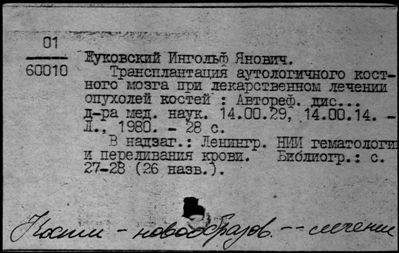 01
60010
Жуковский Ингольф Янович.
Трансплантация аутологичного кост-
ного мозга при лекарственном лечении
опухолей костей : Автореф. дис...
д-ра мед. наук. 14.00.29, 14.00.14. -
Л., 1980. - 28 с.
В надзаг.: Ленингр. НИИ гематологии
и переливания крови. Библиогр.: с.
27-28 (26 назв.).
Кости - новообразов. -- лечение